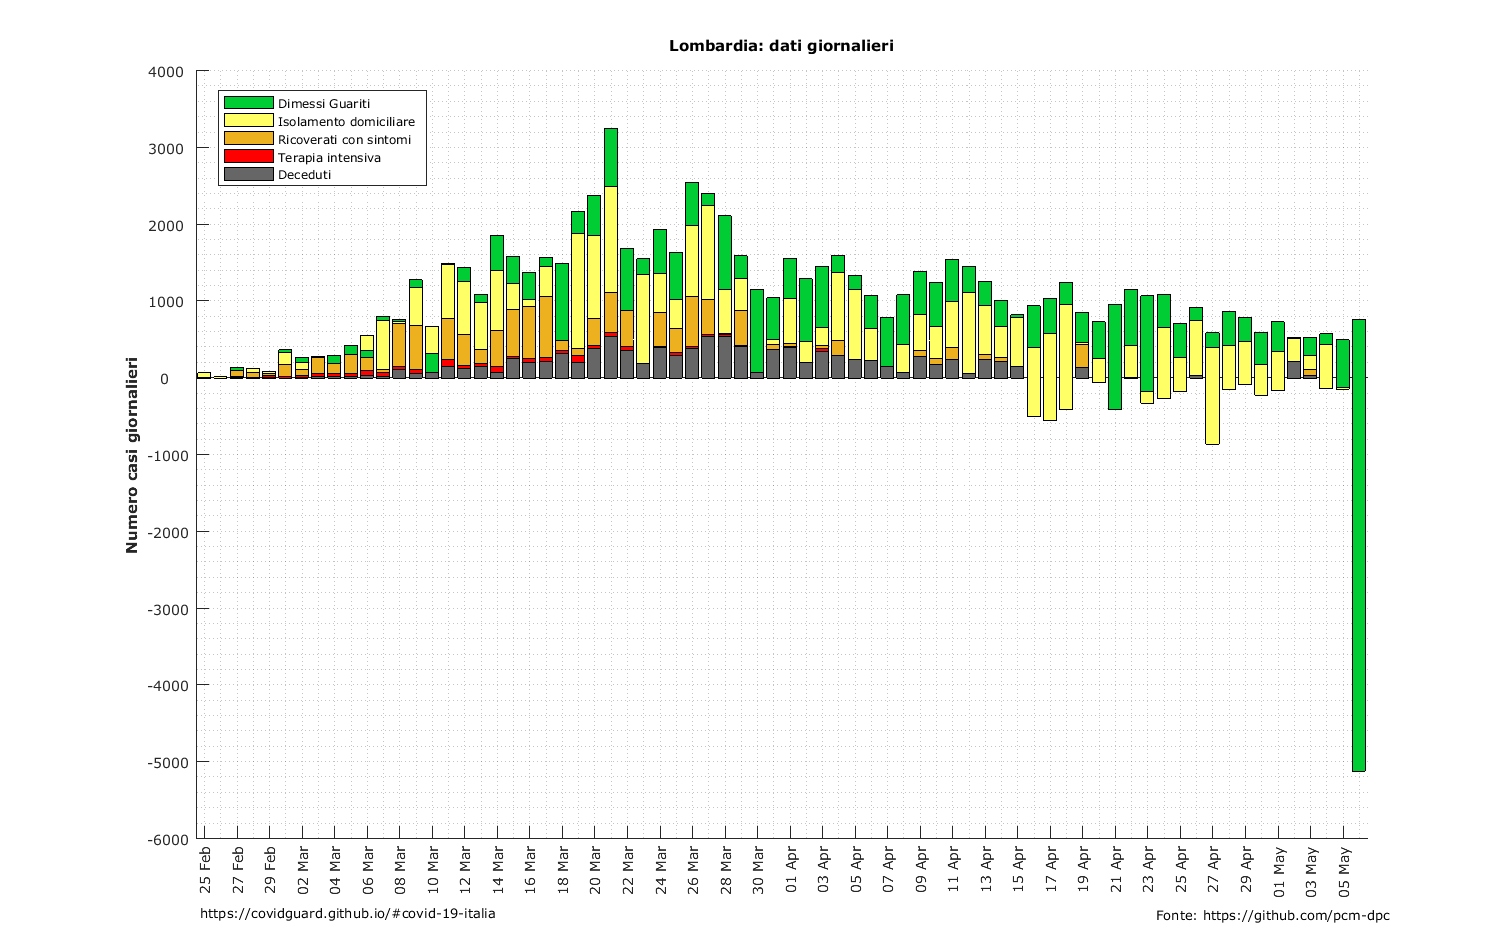 Lombardia: dati giornalieri
4000
3000
2000
1000
0
-1000
-2000
-3000
-4000
-5000
-6000
Numero casi giornalieri
Dimessi Guariti
Isolamento domiciliare
Ricoverati con sintomi
Terapia intensiva
Deceduti
25 Feb
27 Feb
29 Feb
02 Mar
04 Mar
06 Mar
08 Mar
10 Mar
12 Mar
14 Mar
16 Mar
18 Mar
20 Mar
22 Mar
24 Mar
26 Mar
28 Mar
30 Mar
01 Apr
03 Apr
05 Apr
07 Apr
09 Apr
11 Apr
13 Apr
15 Apr
17 Apr
19 Apr
21 Apr
23 Apr
25 Apr
27 Apr
29 Apr
01 May
03 May
05 May
https://covidguard.github.io/#covid-19-italia
Fonte: https://github.com/pcm-dpc